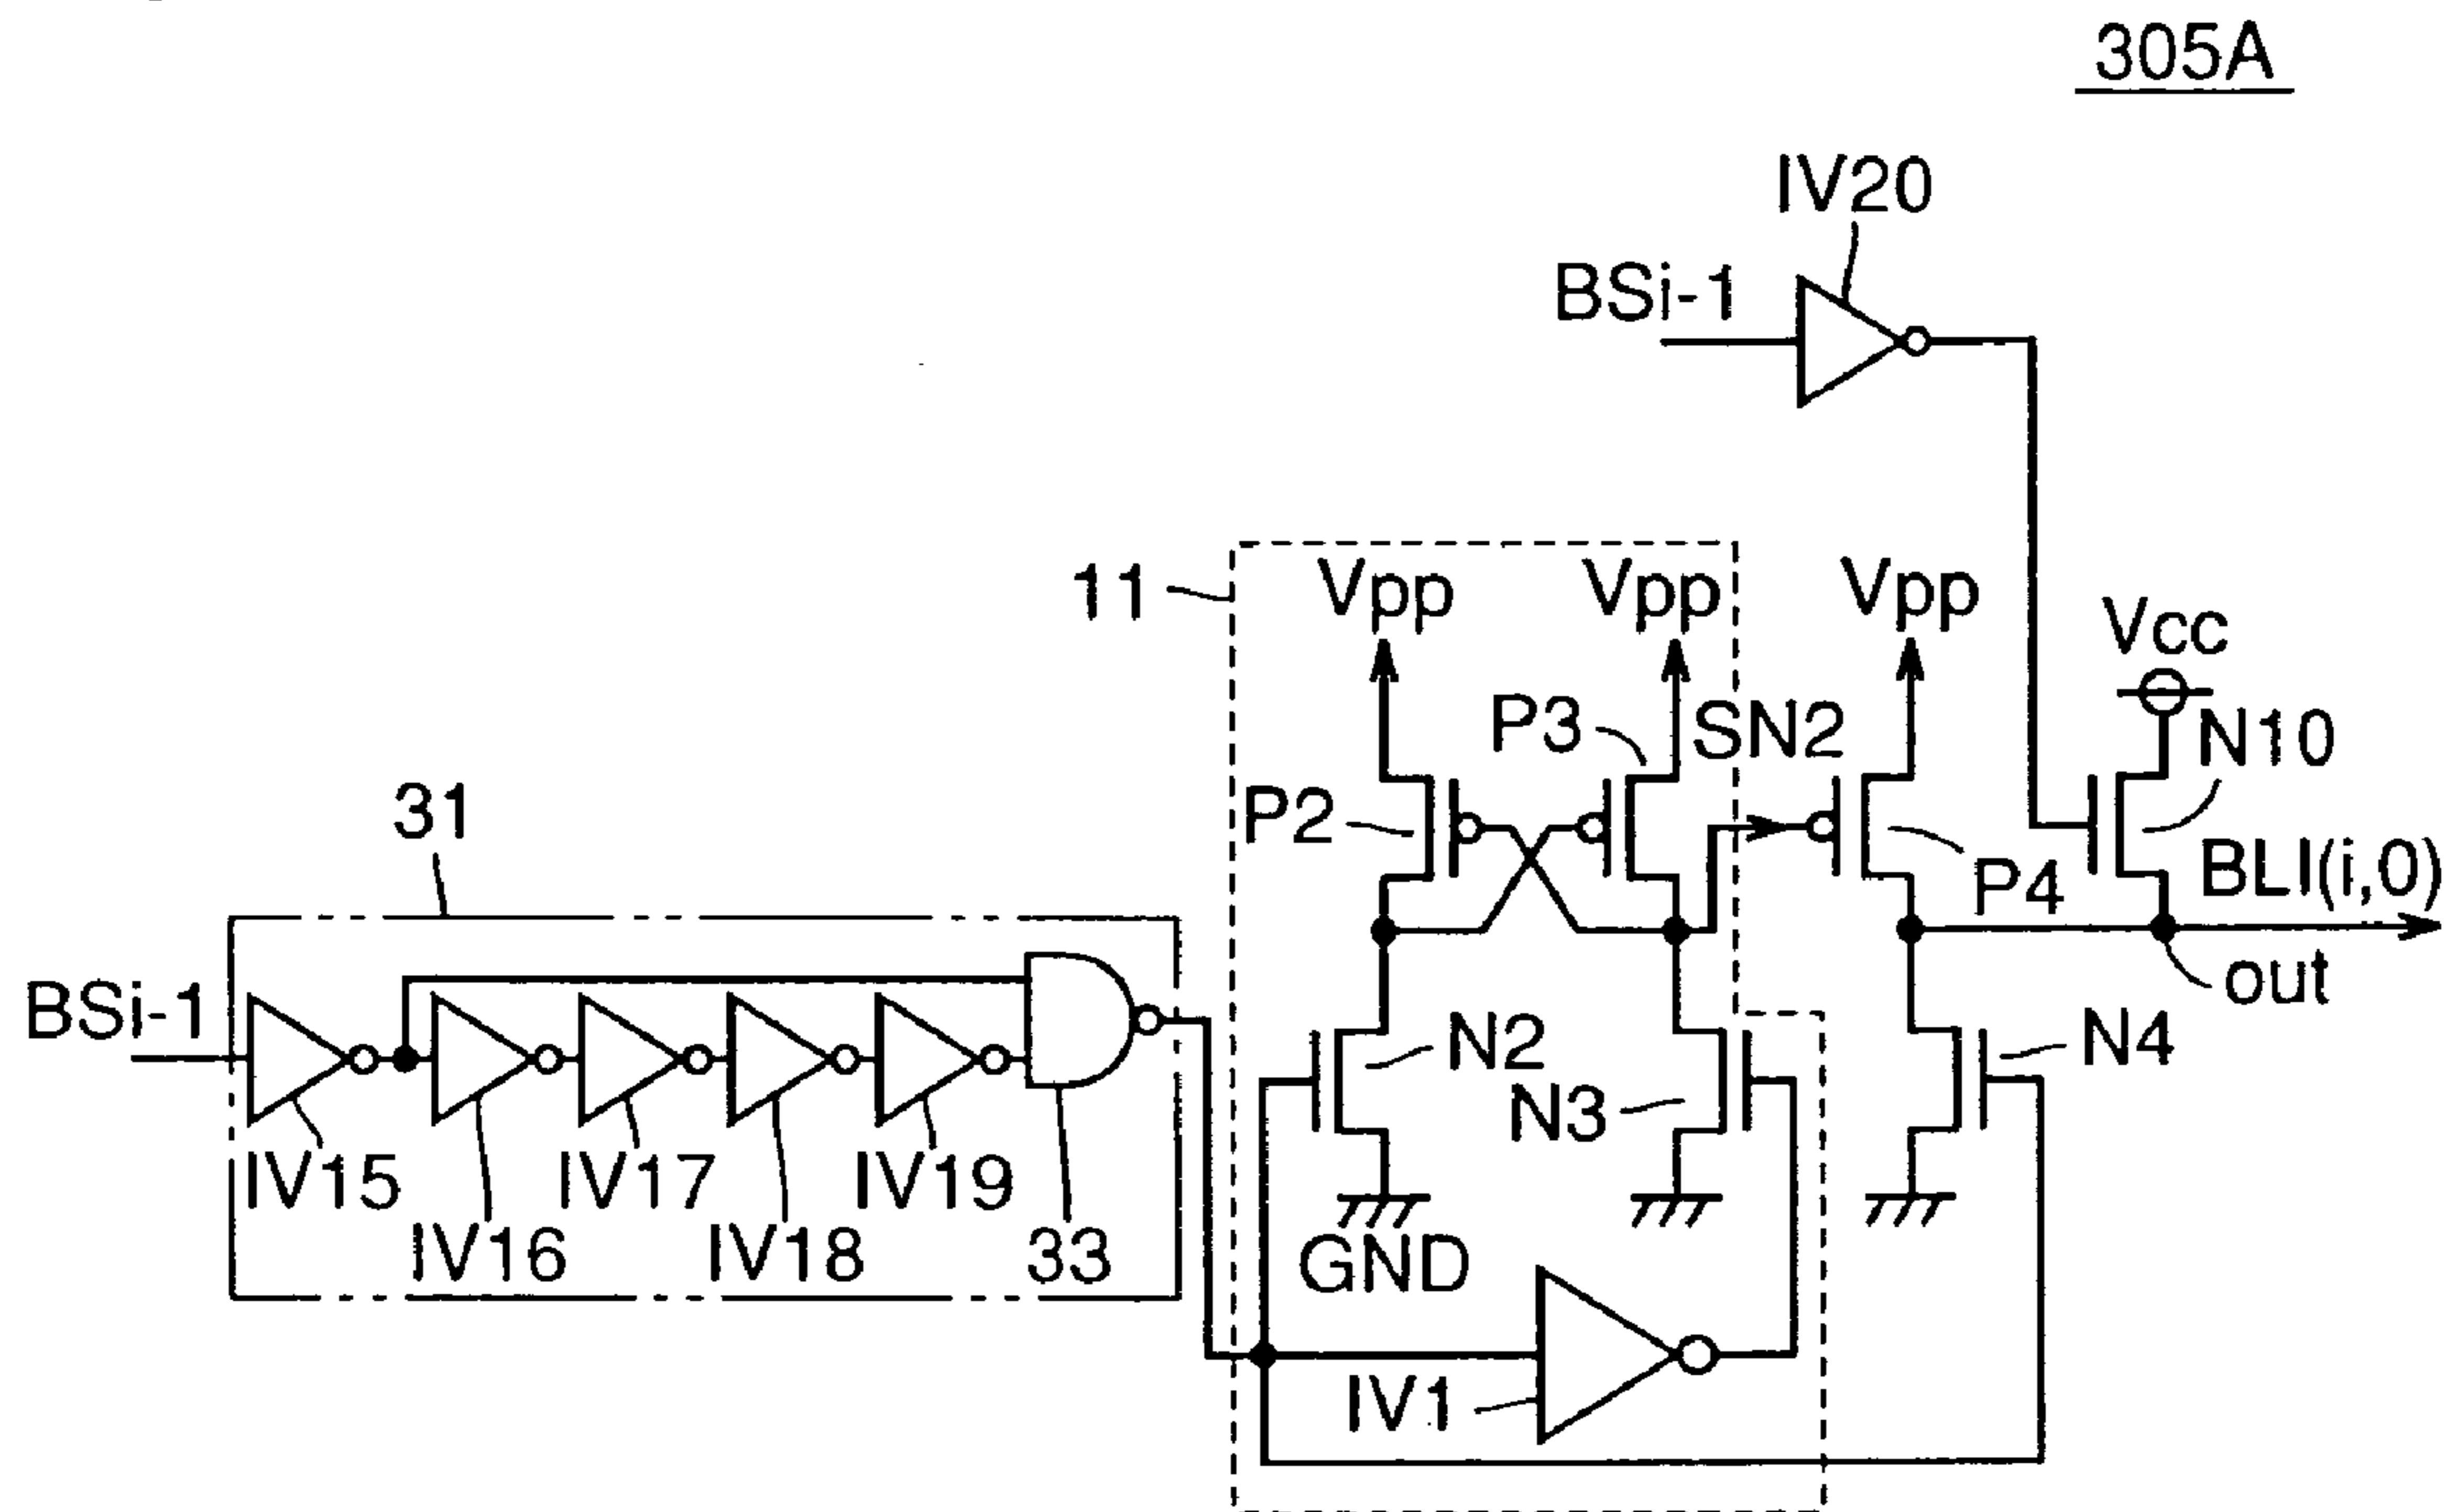 305A
IV20
BSi-1
11
Vpp
Vpp
Vpp
Vcc
P3
SN2
N10
P2
31
P4
BLI(i,0)
BSi-1
out
N2
N4
N3
IV15
IV17
IV19
IV16
IV18
33
GND
IV1